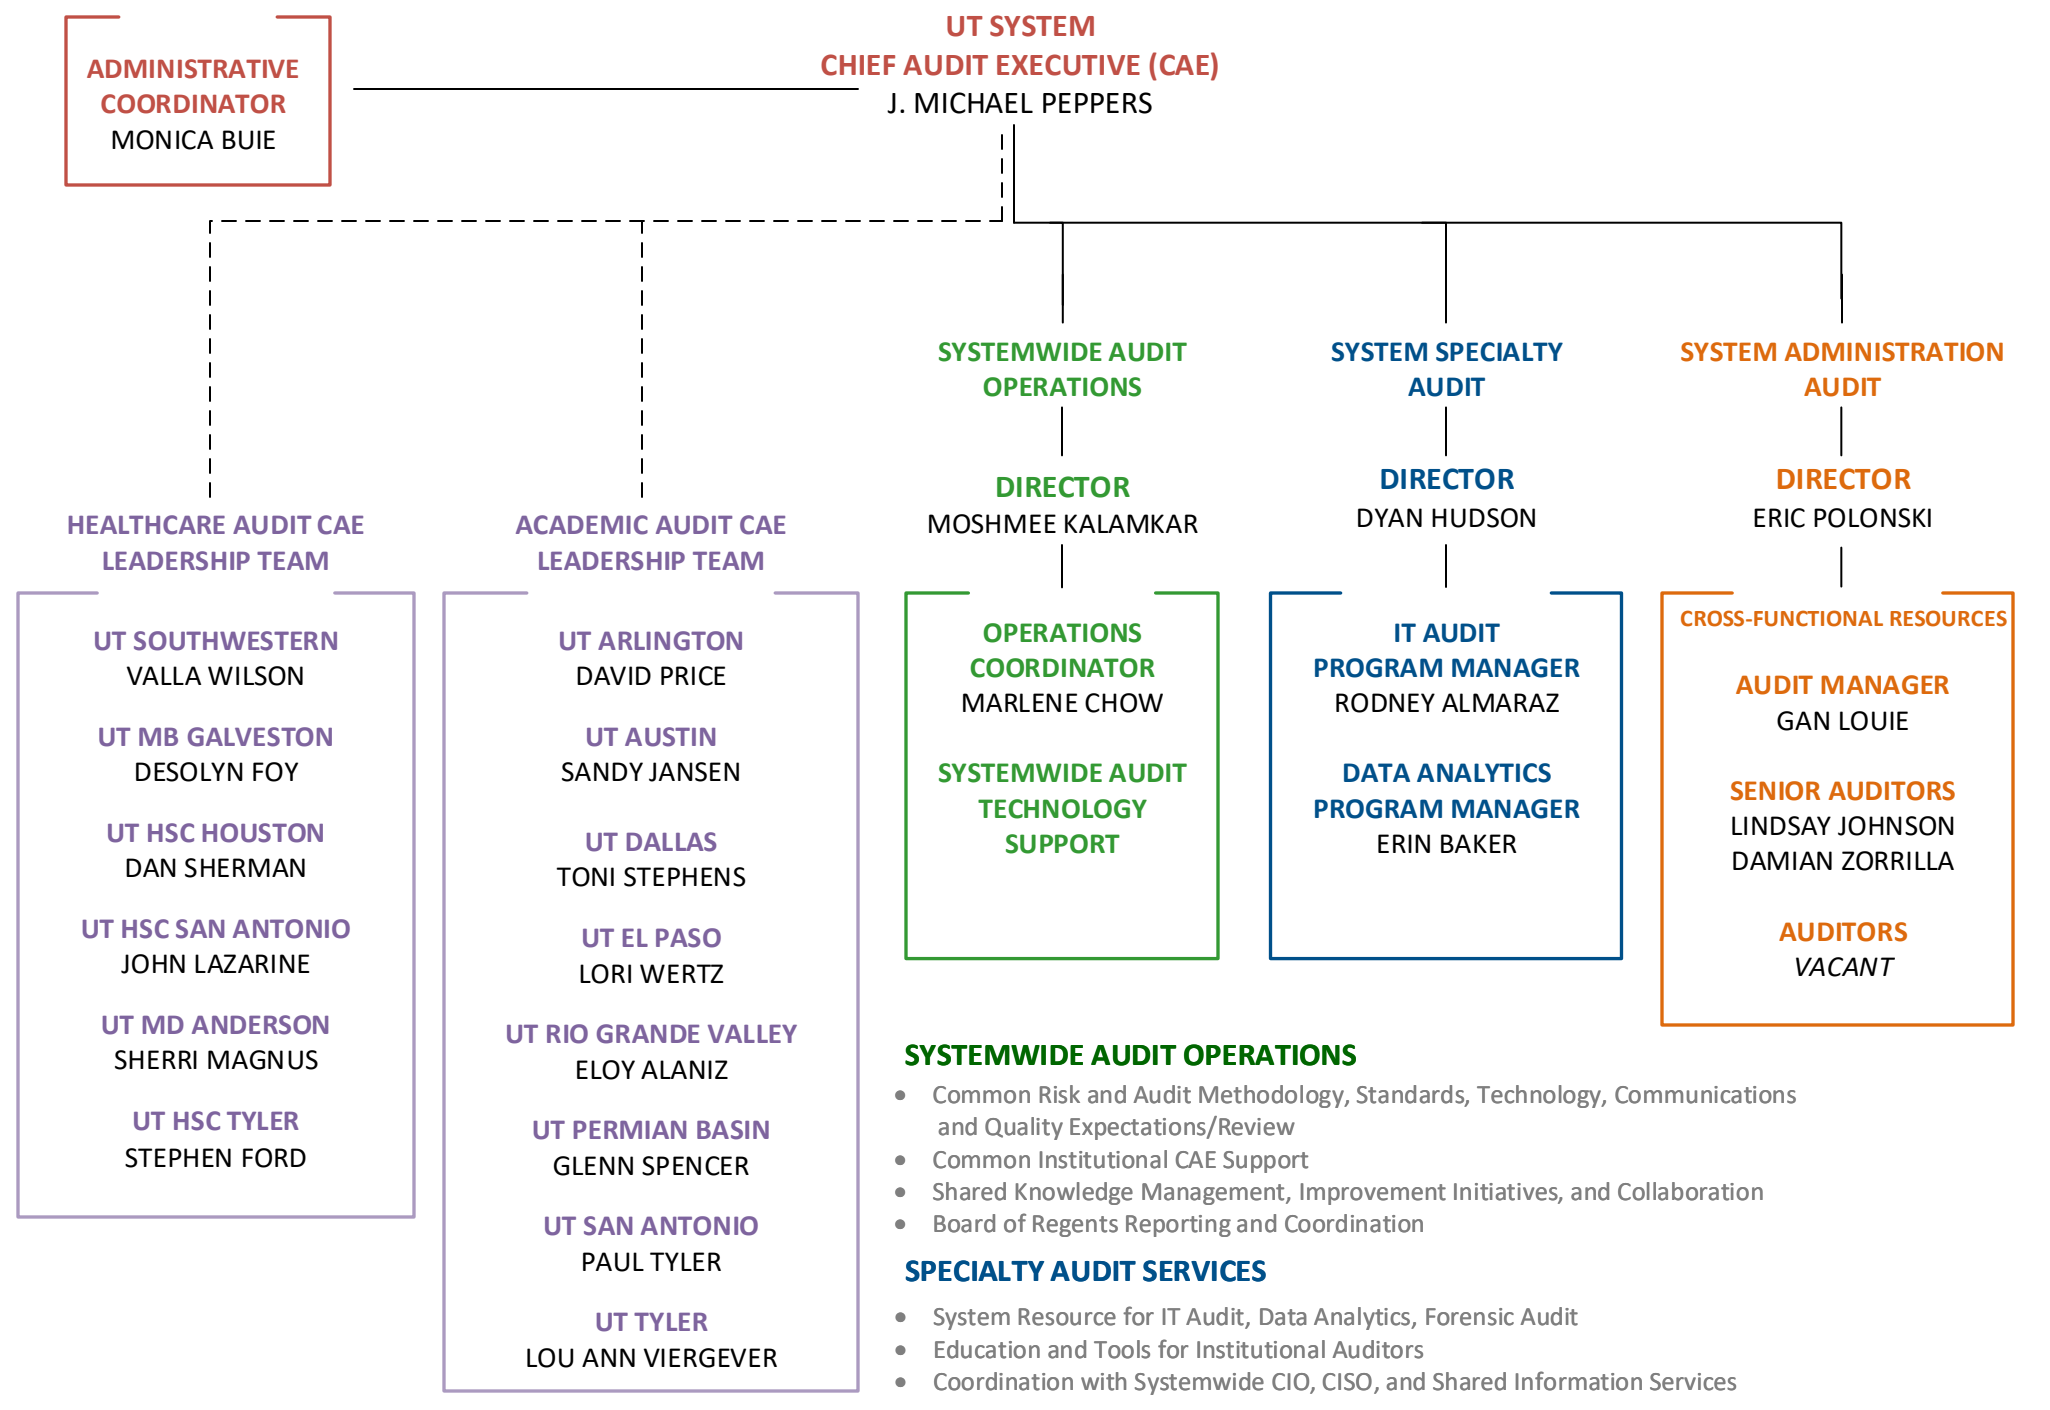 ADMINISTRATIVE
COORDINATOR
MONICA BUIE
UT SYSTEM
CHIEF AUDIT EXECUTIVE (CAE)
J. MICHAEL PEPPERS
HEALTHCARE AUDIT CAE
LEADERSHIP TEAM
UT SOUTHWESTERN
VALLA WILSON
UT MB GALVESTON
DESOLYN FOY
UT HSC HOUSTON
DAN SHERMAN
UT HSC SAN ANTONIO
JOHN LAZARINE
UT MD ANDERSON
SHERRI MAGNUS
UT HSC TYLER
STEPHEN FORD
ACADEMIC AUDIT CAE
LEADERSHIP TEAM
UT ARLINGTON
DAVID PRICE
UT AUSTIN
SANDY JANSEN
UT DALLAS
TONI STEPHENS
UT EL PASO
LORI WERTZ
UT RIO GRANDE VALLEY
ELOY ALANIZ
UT PERMIAN BASIN
GLENN SPENCER
UT SAN ANTONIO
PAUL TYLER
UT TYLER
LOU ANN VIERGEVER
SYSTEMWIDE AUDIT
OPERATIONS
DIRECTOR
MOSHMEE KALAMKAR
OPERATIONS
COORDINATOR
MARLENE CHOW
SYSTEMWIDE AUDIT
TECHNOLOGY
SUPPORT
SYSTEM SPECIALTY
AUDIT
DIRECTOR
DYAN HUDSON
IT AUDIT
PROGRAM MANAGER
RODNEY ALMARAZ
DATA ANALYTICS
PROGRAM MANAGER
ERIN BAKER
SYSTEM ADMINISTRATION
AUDIT
DIRECTOR
ERIC POLONSKI
CROSS-FUNCTIONAL RESOURCES
AUDIT MANAGER
GAN LOUIE
SENIOR AUDITORS
LINDSAY JOHNSON
DAMIAN ZORRILLA
AUDITORS
VACANT
SYSTEMWIDE AUDIT OPERATIONS
• Common Risk and Audit Methodology, Standards, Technology, Communications
and Quality Expectations/Review
• Common Institutional CAE Support
• Shared Knowledge Management, Improvement Initiatives, and Collaboration
• Board of Regents Reporting and Coordination
SPECIALTY AUDIT SERVICES
• System Resource for IT Audit, Data Analytics, Forensic Audit
• Education and Tools for Institutional Auditors
• Coordination with Systemwide CIO, CISO, and Shared Information Services